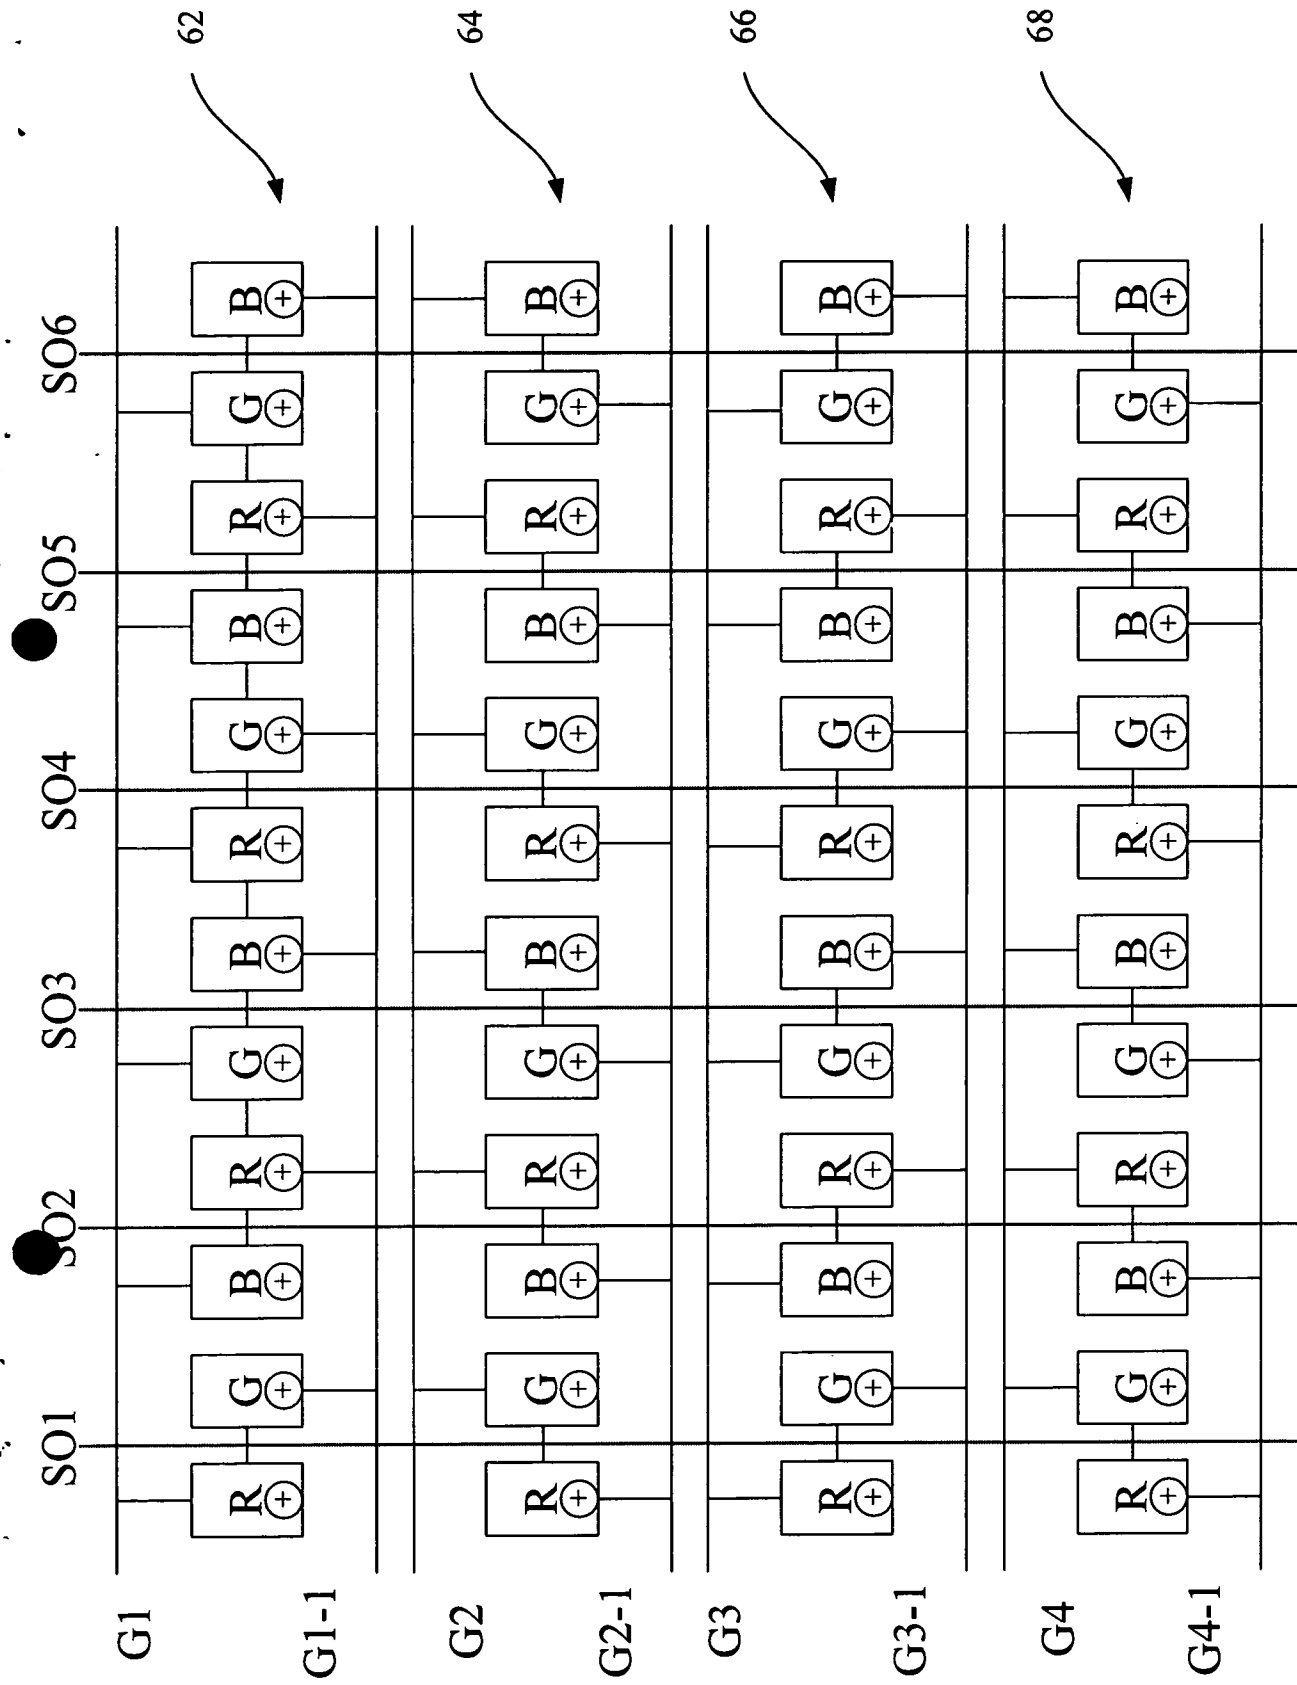 SO1 SO2 SO3 SO4 SO5 SO6
G1
62
R G B R G B R G B R G B
+ + + + + + + + + + + +
G1-1
G2
64
R G B R G B R G B R G B
+ + + + + + + + + + + +
G2-1
G3
66
R G B R G B R G B R G B
+ + + + + + + + + + + +
G3-1
G4
68
R G B R G B R G B R G B
+ + + + + + + + + + + +
G4-1